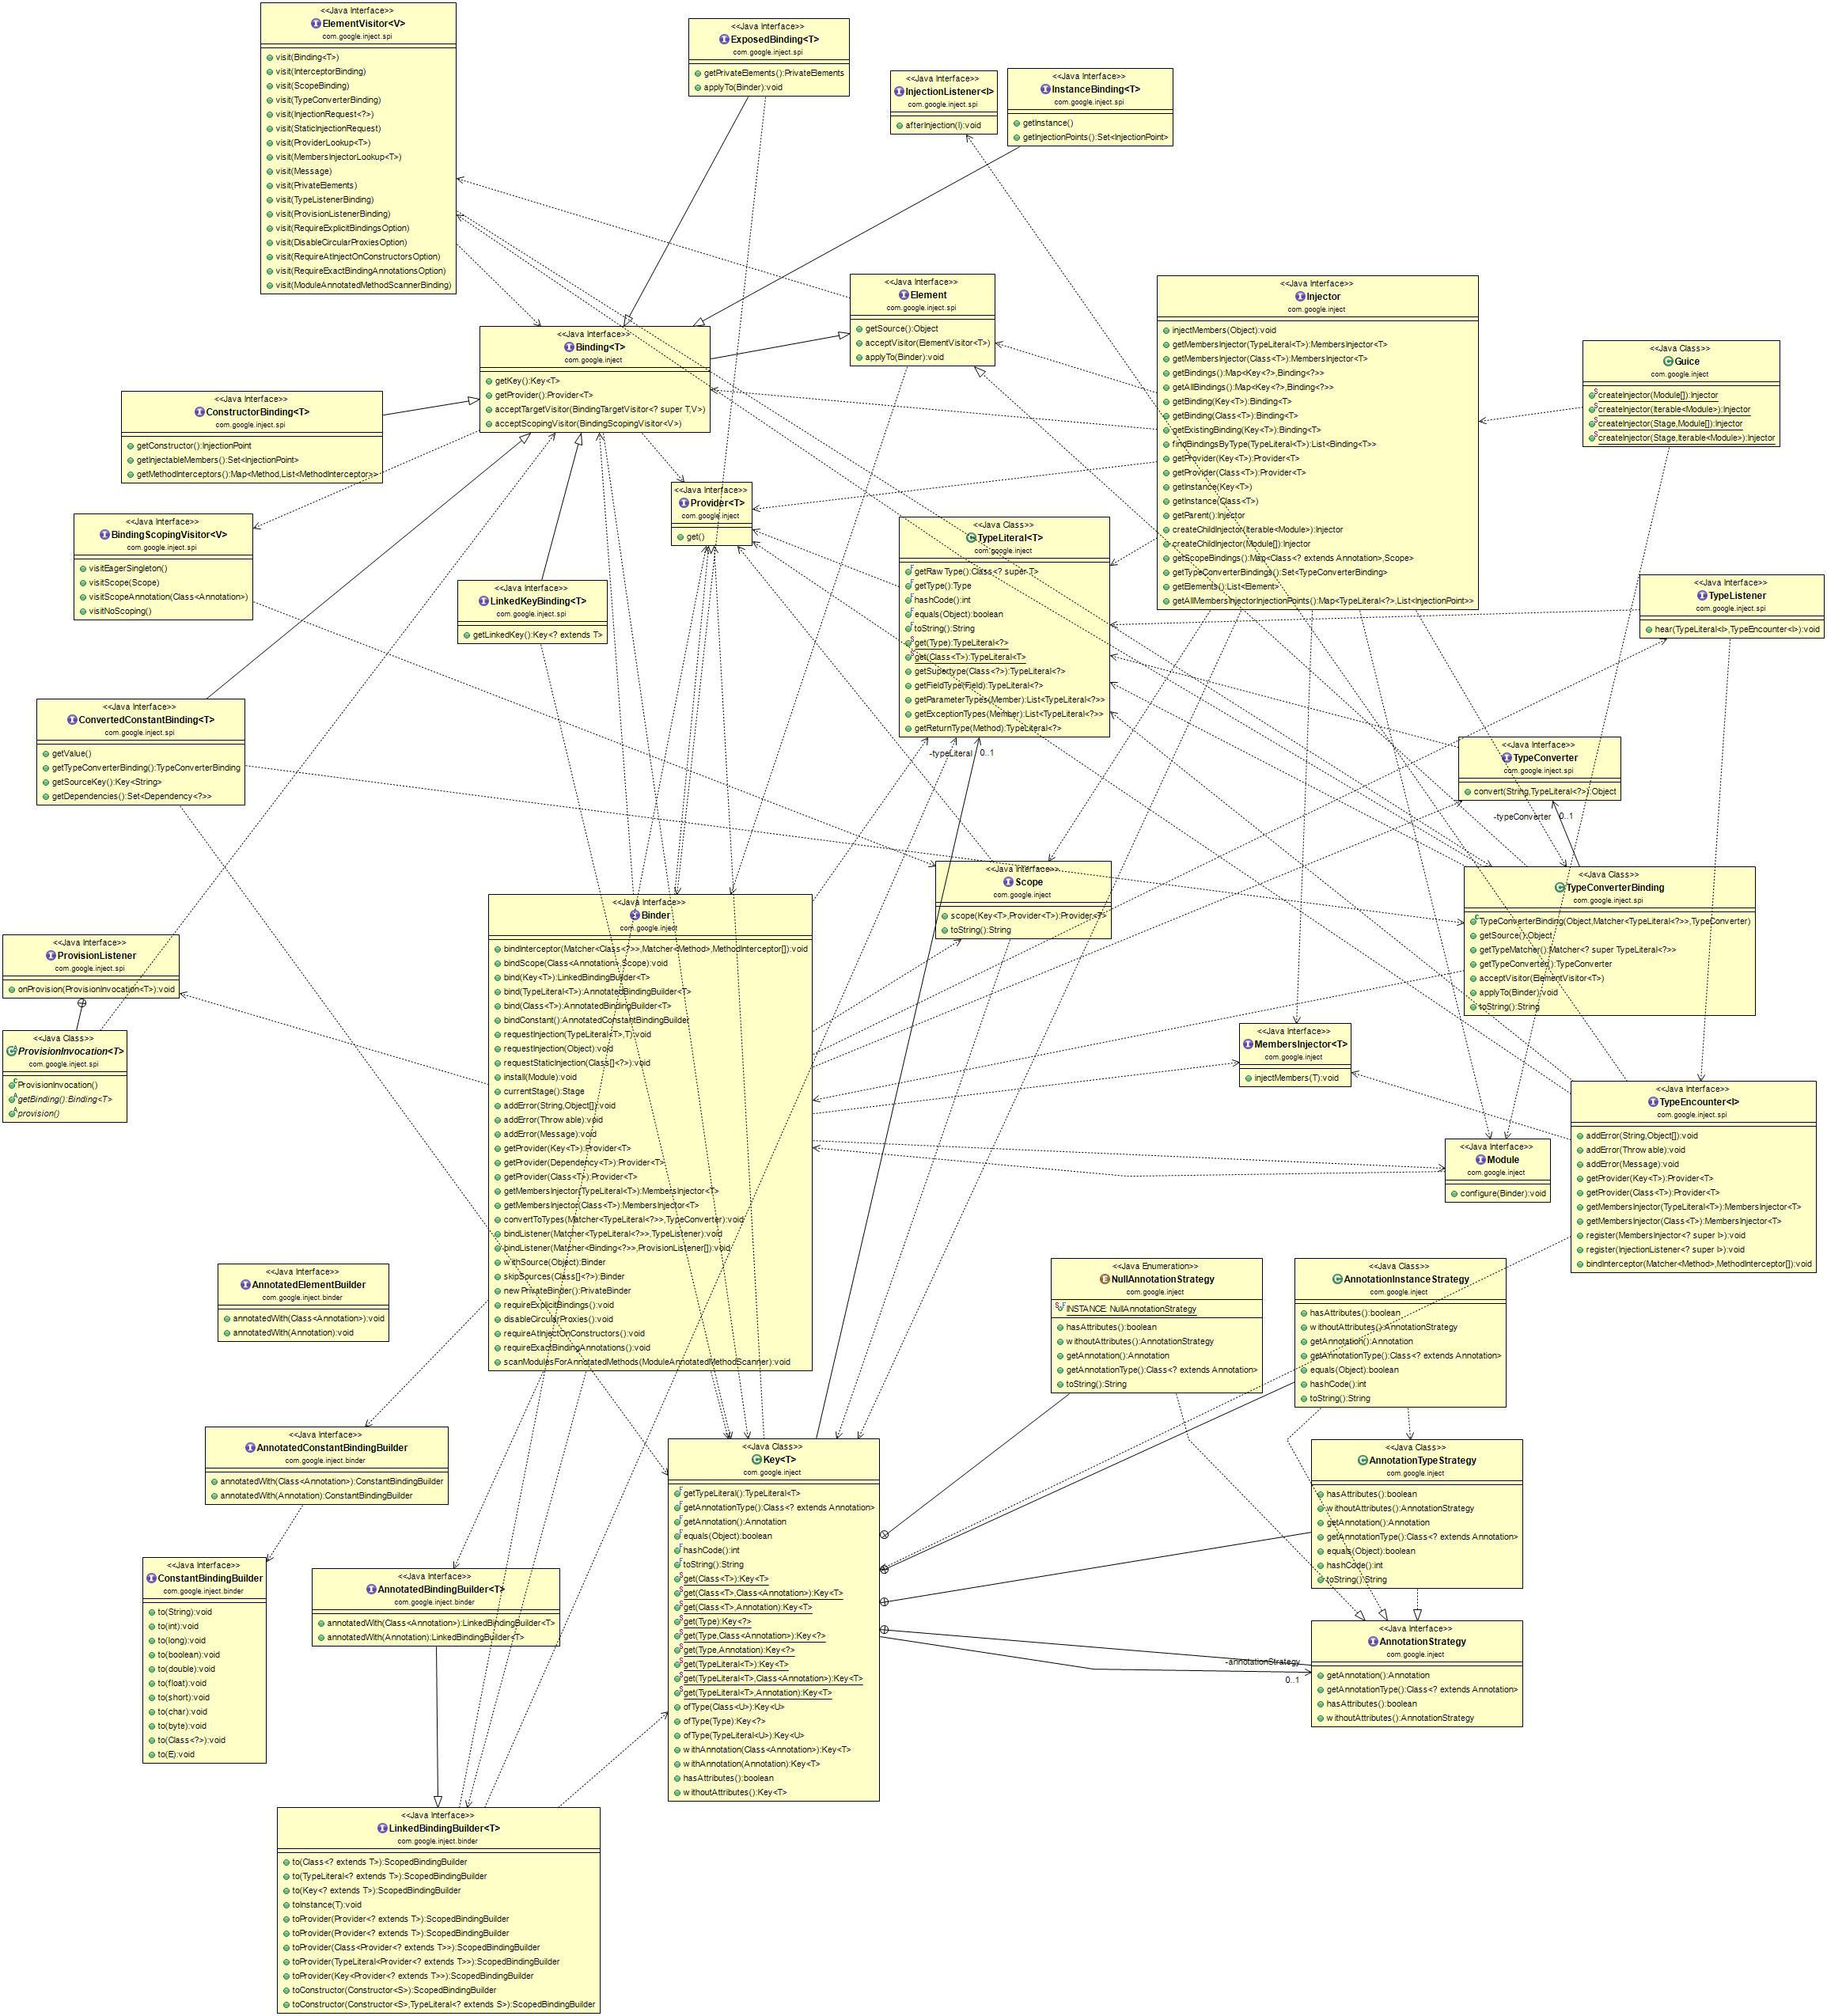 <<Java Interface>>
ElementVisitor<V>
com.google.inject.spi
visit(Binding<T>)
visit(InterceptorBinding)
visit(ScopeBinding)
visit(TypeConverterBinding)
visit(InjectionRequest<?>)
visit(StaticInjectionRequest)
visit(ProviderLookup<T>)
visit(MembersInjectorLookup<T>)
visit(Message)
visit(PrivateElements)
visit(TypeListenerBinding)
visit(ProvisionListenerBinding)
visit(RequireExplicitBindingsOption)
visit(DisableCircularProxiesOption)
visit(RequireAtInjectOnConstructorsOption)
visit(RequireExactBindingAnnotationsOption)
visit(ModuleAnnotatedMethodScannerBinding)
<<Java Interface>>
ExposedBinding<T>
com.google.inject.spi
getPrivateElements():PrivateElements
applyTo(Binder):void
<<Java Interface>>
InjectionListener<I>
com.google.inject.spi
afterInjection(I):void
<<Java Interface>>
InstanceBinding<T>
com.google.inject.spi
getInstance()
getInjectionPoints():Set<InjectionPoint>
<<Java Interface>>
Element
com.google.inject.spi
getSource():Object
acceptVisitor(ElementVisitor<T>)
applyTo(Binder):void
<<Java Interface>>
Injector
com.google.inject
injectMembers(Object):void
getMembersInjector(TypeLiteral<T>):MembersInjector<T>
getMembersInjector(Class<T>):MembersInjector<T>
getBindings():Map<Key<?>,Binding<?>>
getAllBindings():Map<Key<?>,Binding<?>>
getBinding(Key<T>):Binding<T>
getBinding(Class<T>):Binding<T>
getExistingBinding(Key<T>):Binding<T>
findBindingsByType(TypeLiteral<T>):List<Binding<T>>
getProvider(Key<T>):Provider<T>
getProvider(Class<T>):Provider<T>
getInstance(Key<T>)
getInstance(Class<T>)
getParent():Injector
createChildInjector(Iterable<Module>):Injector
createChildInjector(Module[]):Injector
getScopeBindings():Map<Class<? extends Annotation>,Scope>
getTypeConverterBindings():Set<TypeConverterBinding>
getElements():List<Element>
getAllMembersInjectorInjectionPoints():Map<TypeLiteral<?>,List<InjectionPoint>>
<<Java Class>>
Guice
com.google.inject
createInjector(Module[]):Injector
createInjector(Iterable<Module>):Injector
createInjector(Stage,Module[]):Injector
createInjector(Stage,Iterable<Module>):Injector
<<Java Interface>>
Binding<T>
com.google.inject
getKey():Key<T>
getProvider():Provider<T>
acceptTargetVisitor(BindingTargetVisitor<? super T,V>)
acceptScopingVisitor(BindingScopingVisitor<V>)
<<Java Interface>>
ConstructorBinding<T>
com.google.inject.spi
getConstructor():InjectionPoint
getInjectableMembers():Set<InjectionPoint>
getMethodInterceptors():Map<Method,List<MethodInterceptor>>
<<Java Interface>>
Provider<T>
com.google.inject
get()
<<Java Interface>>
BindingScopingVisitor<V>
com.google.inject.spi
visitEagerSingleton()
visitScope(Scope)
visitScopeAnnotation(Class<Annotation>)
visitNoScoping()
<<Java Class>>
TypeLiteral<T>
com.google.inject
getRawType():Class<? super T>
getType():Type
hashCode():int
equals(Object):boolean
toString():String
get(Type):TypeLiteral<?>
get(Class<T>):TypeLiteral<T>
getSupertype(Class<?>):TypeLiteral<?>
getFieldType(Field):TypeLiteral<?>
getParameterTypes(Member):List<TypeLiteral<?>>
getExceptionTypes(Member):List<TypeLiteral<?>>
getReturnType(Method):TypeLiteral<?>
<<Java Interface>>
LinkedKeyBinding<T>
com.google.inject.spi
getLinkedKey():Key<? extends T>
<<Java Interface>>
TypeListener
com.google.inject.spi
hear(TypeLiteral<I>,TypeEncounter<I>):void
<<Java Interface>>
ConvertedConstantBinding<T>
com.google.inject.spi
getValue()
getTypeConverterBinding():TypeConverterBinding
getSourceKey():Key<String>
getDependencies():Set<Dependency<?>>
-typeLiteral 0..1
<<Java Interface>>
TypeConverter
com.google.inject.spi
convert(String,TypeLiteral<?>):Object
-typeConverter 0..1
<<Java Interface>>
Scope
com.google.inject
scope(Key<T>,Provider<T>):Provider<T>
toString():String
<<Java Class>>
TypeConverterBinding
com.google.inject.spi
TypeConverterBinding(Object,Matcher<TypeLiteral<?>>,TypeConverter)
getSource():Object
getTypeMatcher():Matcher<? super TypeLiteral<?>>
getTypeConverter():TypeConverter
acceptVisitor(ElementVisitor<T>)
applyTo(Binder):void
toString():String
<<Java Interface>>
Binder
com.google.inject
bindInterceptor(Matcher<Class<?>>,Matcher<Method>,MethodInterceptor[]):void
bindScope(Class<Annotation>,Scope):void
bind(Key<T>):LinkedBindingBuilder<T>
bind(TypeLiteral<T>):AnnotatedBindingBuilder<T>
bind(Class<T>):AnnotatedBindingBuilder<T>
bindConstant():AnnotatedConstantBindingBuilder
requestInjection(TypeLiteral<T>,T):void
requestInjection(Object):void
requestStaticInjection(Class[]<?>):void
install(Module):void
currentStage():Stage
addError(String,Object[]):void
addError(Throwable):void
addError(Message):void
getProvider(Key<T>):Provider<T>
getProvider(Dependency<T>):Provider<T>
getProvider(Class<T>):Provider<T>
getMembersInjector(TypeLiteral<T>):MembersInjector<T>
getMembersInjector(Class<T>):MembersInjector<T>
convertToTypes(Matcher<TypeLiteral<?>>,TypeConverter):void
bindListener(Matcher<TypeLiteral<?>>,TypeListener):void
bindListener(Matcher<Binding<?>>,ProvisionListener[]):void
withSource(Object):Binder
skipSources(Class[]<?>):Binder
newPrivateBinder():PrivateBinder
requireExplicitBindings():void
disableCircularProxies():void
requireAtInjectOnConstructors():void
requireExactBindingAnnotations():void
scanModulesForAnnotatedMethods(ModuleAnnotatedMethodScanner):void
<<Java Interface>>
ProvisionListener
com.google.inject.spi
onProvision(ProvisionInvocation<T>):void
<<Java Class>>
ProvisionInvocation<T>
com.google.inject.spi
ProvisionInvocation()
getBinding():Binding<T>
provision()
<<Java Interface>>
MembersInjector<T>
com.google.inject
injectMembers(T):void
<<Java Interface>>
TypeEncounter<I>
com.google.inject.spi
addError(String,Object[]):void
addError(Throwable):void
addError(Message):void
getProvider(Key<T>):Provider<T>
getProvider(Class<T>):Provider<T>
getMembersInjector(TypeLiteral<T>):MembersInjector<T>
getMembersInjector(Class<T>):MembersInjector<T>
register(MembersInjector<? super I>):void
register(InjectionListener<? super I>):void
bindInterceptor(Matcher<Method>,MethodInterceptor[]):void
<<Java Interface>>
Module
com.google.inject
configure(Binder):void
<<Java Interface>>
AnnotatedElementBuilder
com.google.inject.binder
annotatedWith(Class<Annotation>):void
annotatedWith(Annotation):void
<<Java Enumeration>>
NullAnnotationStrategy
com.google.inject
INSTANCE: NullAnnotationStrategy
hasAttributes():boolean
withoutAttributes():AnnotationStrategy
getAnnotation():Annotation
getAnnotationType():Class<? extends Annotation>
toString():String
<<Java Class>>
AnnotationInstanceStrategy
com.google.inject
hasAttributes():boolean
withoutAttributes():AnnotationStrategy
getAnnotation():Annotation
getAnnotationType():Class<? extends Annotation>
equals(Object):boolean
hashCode():int
toString():String
<<Java Interface>>
AnnotatedConstantBindingBuilder
com.google.inject.binder
annotatedWith(Class<Annotation>):ConstantBindingBuilder
annotatedWith(Annotation):ConstantBindingBuilder
<<Java Class>>
Key<T>
com.google.inject
getTypeLiteral():TypeLiteral<T>
getAnnotationType():Class<? extends Annotation>
getAnnotation():Annotation
equals(Object):boolean
hashCode():int
toString():String
get(Class<T>):Key<T>
get(Class<T>,Class<Annotation>):Key<T>
get(Class<T>,Annotation):Key<T>
get(Type):Key<?>
get(Type,Class<Annotation>):Key<?>
get(Type,Annotation):Key<?>
get(TypeLiteral<T>):Key<T>
get(TypeLiteral<T>,Class<Annotation>):Key<T>
get(TypeLiteral<T>,Annotation):Key<T>
ofType(Class<U>):Key<U>
ofType(Type):Key<?>
ofType(TypeLiteral<U>):Key<U>
withAnnotation(Class<Annotation>):Key<T>
withAnnotation(Annotation):Key<T>
hasAttributes():boolean
withoutAttributes():Key<T>
<<Java Class>>
AnnotationTypeStrategy
com.google.inject
hasAttributes():boolean
withoutAttributes():AnnotationStrategy
getAnnotation():Annotation
getAnnotationType():Class<? extends Annotation>
equals(Object):boolean
hashCode():int
toString():String
<<Java Interface>>
ConstantBindingBuilder
com.google.inject.binder
to(String):void
to(int):void
to(long):void
to(boolean):void
to(double):void
to(float):void
to(short):void
to(char):void
to(byte):void
to(Class<?>):void
to(E):void
<<Java Interface>>
AnnotatedBindingBuilder<T>
com.google.inject.binder
annotatedWith(Class<Annotation>):LinkedBindingBuilder<T>
annotatedWith(Annotation):LinkedBindingBuilder<T>
-annotationStrategy
0..1
<<Java Interface>>
AnnotationStrategy
com.google.inject
getAnnotation():Annotation
getAnnotationType():Class<? extends Annotation>
hasAttributes():boolean
withoutAttributes():AnnotationStrategy
<<Java Interface>>
LinkedBindingBuilder<T>
com.google.inject.binder
to(Class<? extends T>):ScopedBindingBuilder
to(TypeLiteral<? extends T>):ScopedBindingBuilder
to(Key<? extends T>):ScopedBindingBuilder
toInstance(T):void
toProvider(Provider<? extends T>):ScopedBindingBuilder
toProvider(Provider<? extends T>):ScopedBindingBuilder
toProvider(Class<Provider<? extends T>>):ScopedBindingBuilder
toProvider(TypeLiteral<Provider<? extends T>>):ScopedBindingBuilder
toProvider(Key<Provider<? extends T>>):ScopedBindingBuilder
toConstructor(Constructor<S>):ScopedBindingBuilder
toConstructor(Constructor<S>,TypeLiteral<? extends S>):ScopedBindingBuilder